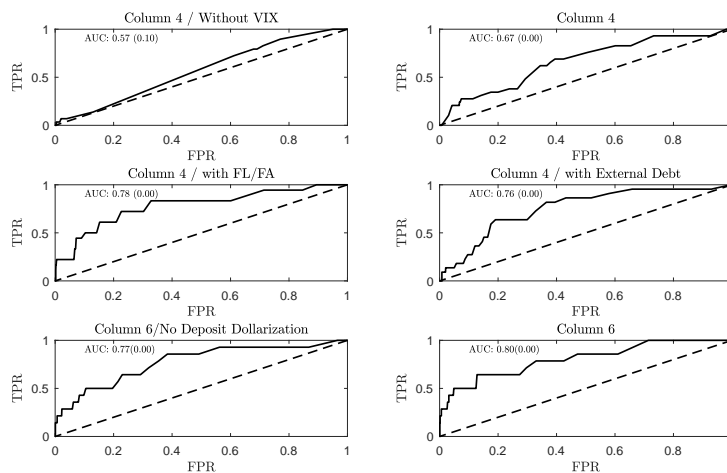 Column 4 / Without VIX
AUC: 0.57 (0.10)
TPR
1
0.5
0
0 0.2 0.4 0.6 0.8 1
FPR
Column 4
AUC: 0.67 (0.00)
TPR
1
0.5
0
0 0.2 0.4 0.6 0.8
FPR
Column 4 / with FL/FA
AUC: 0.78 (0.00)
TPR
1
0.5
0
0 0.2 0.4 0.6 0.8 1
FPR
Column 4 / with External Debt
AUC: 0.76 (0.00)
TPR
1
0.5
0
0 0.2 0.4 0.6 0.8
FPR
Column 6/No Deposit Dollarization
AUC: 0.77(0.00)
TPR
1
0.5
0
0 0.2 0.4 0.6 0.8 1
FPR
Column 6
AUC: 0.80(0.00)
TPR
1
0.5
0
0 0.2 0.4 0.6 0.8
FPR